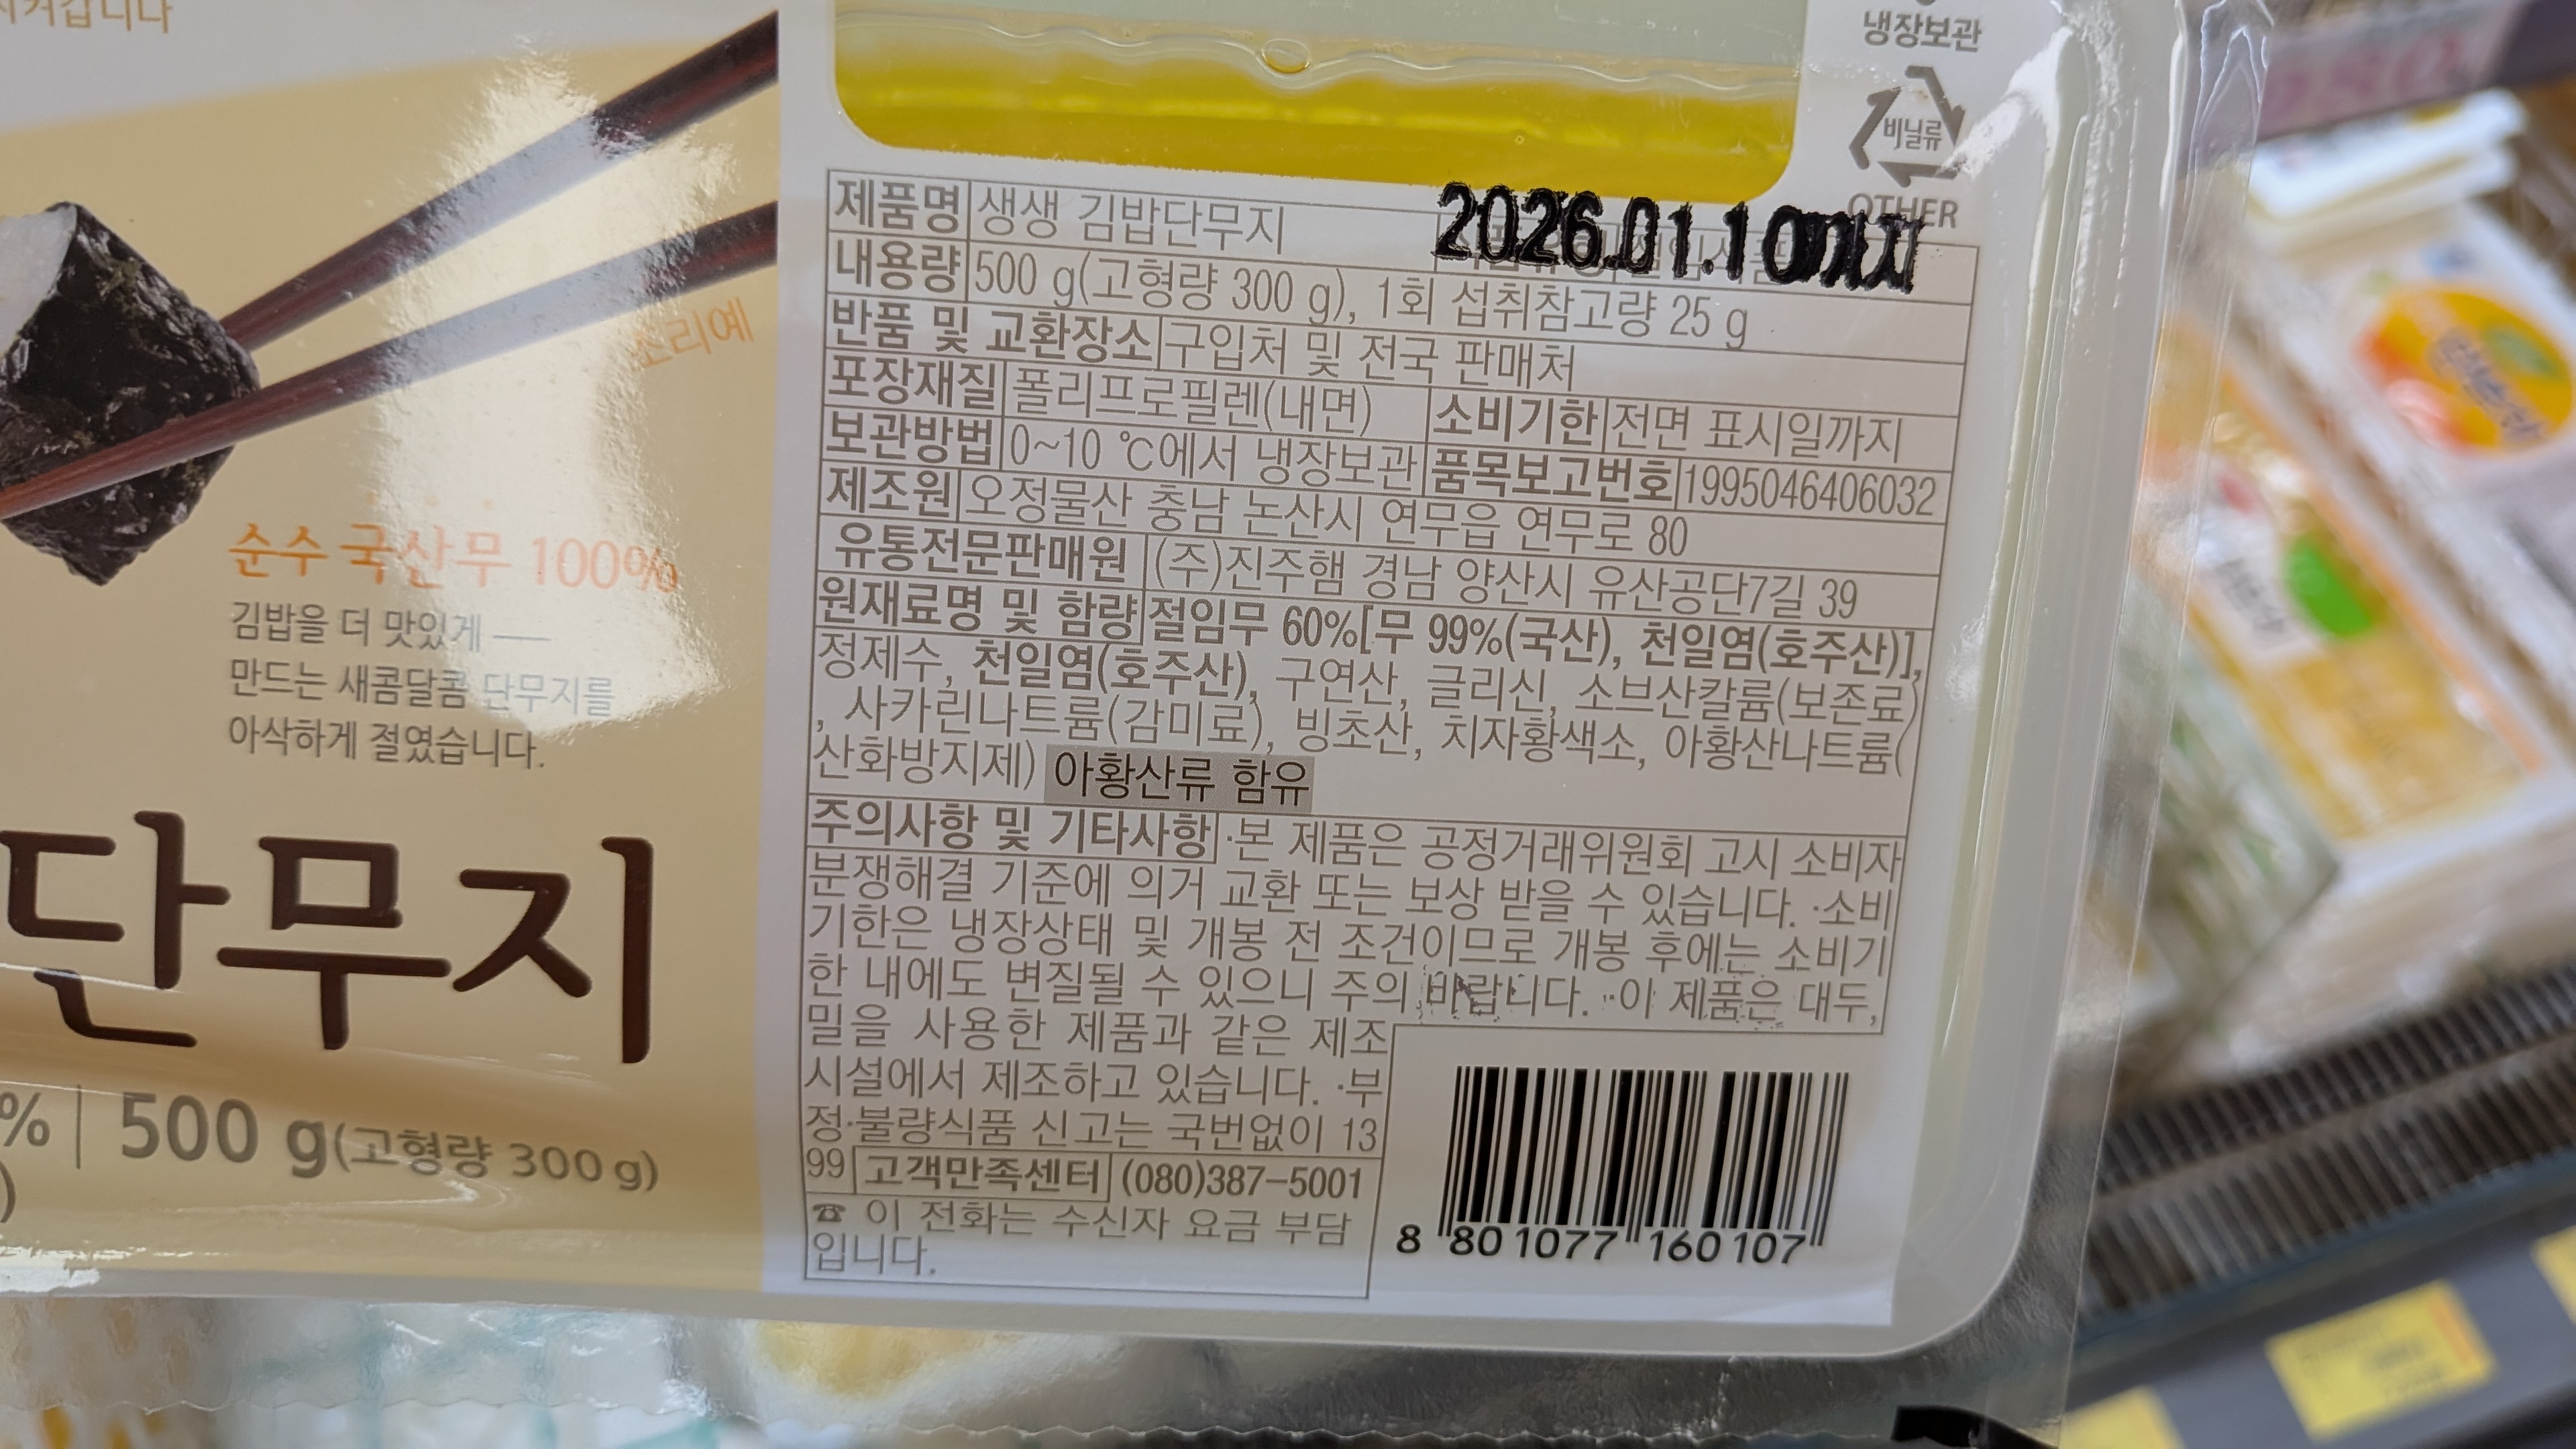 지켜갑니다
소리예
순수 국산무 100%
김밥을 더 맛있게
만드는 새콤달콤 단무지를
아삭하게 절였습니다.
단무지
% | 500 g(고형량 300 g)
)
냉장보관
비닐류
OTHER
2026.01.10까지
제품명 생생 김밥단무지
내용량 500 g(고형량 300 g), 1회 섭취참고량 25 g
반품 및 교환장소 구입처 및 전국 판매처
포장재질 폴리프로필렌(내면) 소비기한 전면 표시일까지
보관방법 0~10 ℃에서 냉장보관 품목보고번호 1995046406032
제조원 오정물산 충남 논산시 연무읍 연무로 80
유통전문판매원 (주)진주햄 경남 양산시 유산공단7길 39
원재료명 및 함량 절임무 60%[무 99%(국산), 천일염(호주산)],
정제수, 천일염(호주산), 구연산, 글리신, 소브산칼륨(보존료)
, 사카린나트륨(감미료), 빙초산, 치자황색소, 아황산나트륨(
산화방지제) 아황산류 함유
주의사항 및 기타사항 ·본 제품은 공정거래위원회 고시 소비자
분쟁해결 기준에 의거 교환 또는 보상 받을 수 있습니다. ·소비
기한은 냉장상태 및 개봉 전 조건이므로 개봉 후에는 소비기
한 내에도 변질될 수 있으니 주의 바랍니다. ·이 제품은 대두,
밀을 사용한 제품과 같은 제조
시설에서 제조하고 있습니다. ·부
정·불량식품 신고는 국번없이 13
99 고객만족센터 (080)387-5001
☎ 이 전화는 수신자 요금 부담
입니다.
8 801077 160107